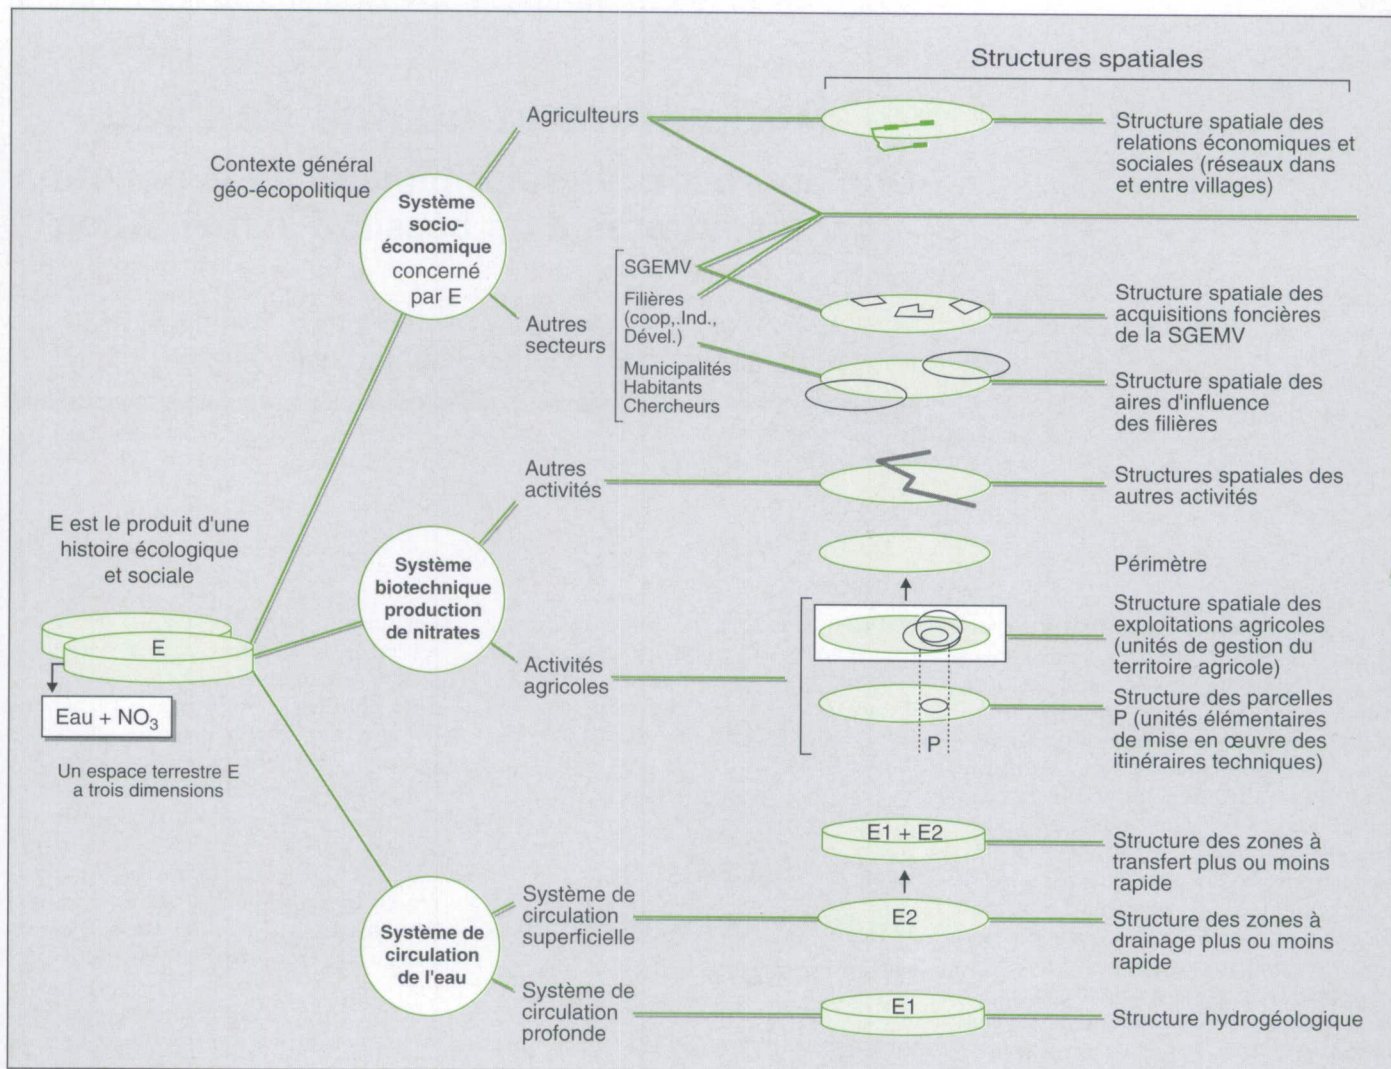 Structures spatiales
Contexte général
géo-écopolitique
Système
socio-
économique
concerné
par E
Agriculteurs
Autres
secteurs
SGEMV
Filières
(coop,.Ind.,
Dével.)
Municipalités
Habitants
Chercheurs
Structure spatiale des
relations économiques et
sociales (réseaux dans
et entre villages)
Structure spatiale des
acquisitions foncières
de la SGEMV
Structure spatiale des
aires d'influence
des filières
E est le produit d'une
histoire écologique
et sociale
E
Eau + NO3
Un espace terrestre E
a trois dimensions
Système
biotechnique
production
de nitrates
Autres
activités
Activités
agricoles
Structures spatiales des
autres activités
Périmètre
Structure spatiale des
exploitations agricoles
(unités de gestion du
territoire agricole)
Structure des parcelles
P (unités élémentaires
de mise en œuvre des
itinéraires techniques)
P
Système de
circulation
de l'eau
Système de
circulation
superficielle
Système de
circulation
profonde
E1 + E2
Structure des zones à
transfert plus ou moins
rapide
E2
Structure des zones à
drainage plus ou moins
rapide
E1
Structure hydrogéologique